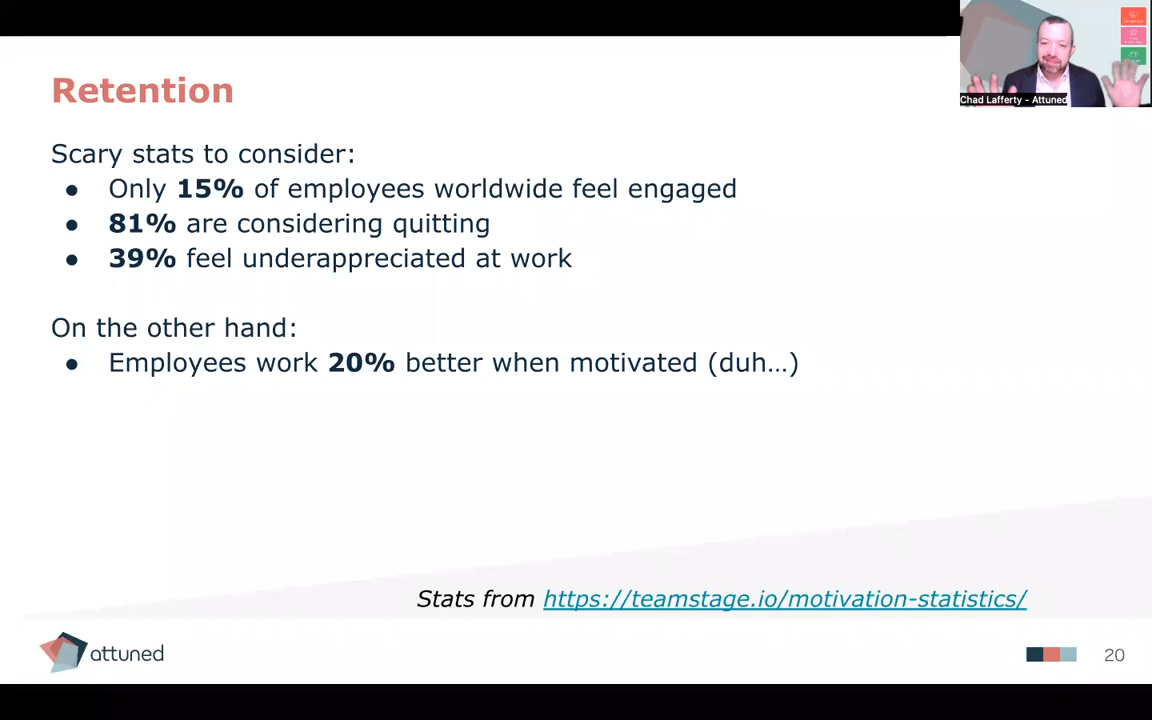 Retention
Scary stats to consider:
● Only 15% of employees worldwide feel engaged
● 81% are considering quitting
● 39% feel underappreciated at work
On the other hand:
● Employees work 20% better when motivated (duh…)
Stats from https://teamstage.io/motivation-statistics/
attuned
20
Chad Lafferty - Attuned